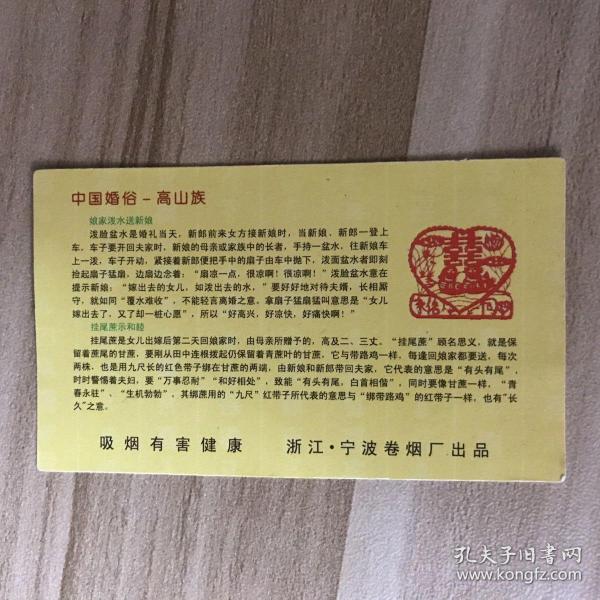 中国婚俗－高山族
娘家泼水送新娘
泼脸盆水是婚礼当天，新郎前来女方接新娘时，当新娘、新郎一登上
车，车子要开回夫家时，新娘的母亲或家族中的长者，手持一盆水，往新娘车
上一泼，车子开动，紧接着新郎便把手中的扇子由车中抛下，泼面盆水者即刻
捡起扇子猛扇，边扇边念着：“扇凉一点，很凉啊！很凉啊！”泼脸盆水意在
提示新娘：“嫁出去的女儿，如泼出去的水，”要好好地对待夫婿，长相厮
守，就如同“覆水难收”，不能轻言离婚之意。拿扇子猛扇猛叫意思是“女儿
嫁出去了，又了却一桩心愿”，所以“好高兴，好凉快，好痛快啊！”
挂尾蔗示和睦
挂尾蔗是女儿出嫁后第二天回娘家时，由母亲所赠予的，高及二、三丈。“挂尾蔗”顾名思义，就是保
留着蔗尾的甘蔗，要刚从田中连根拔起仍保留着青蔗叶的甘蔗，它与带路鸡一样，每逢回娘家都要送，每次
两株，也是用九尺长的红色带子绑在甘蔗的两端，由新娘和新郎带回夫家，它代表的意思是“有头有尾”，
时时警惕着夫妇，要“万事忍耐”“和好相处”，致能“有头有尾，白首相偕”，同时要像甘蔗一样，“青
春永驻”、“生机勃勃”，其绑蔗用的“九尺”红带子所代表的意思与“绑带路鸡”的红带子一样，也有“长
久”之意。
吸烟有害健康 浙江·宁波卷烟厂出品
孔夫子旧书网
www.kongfz.com